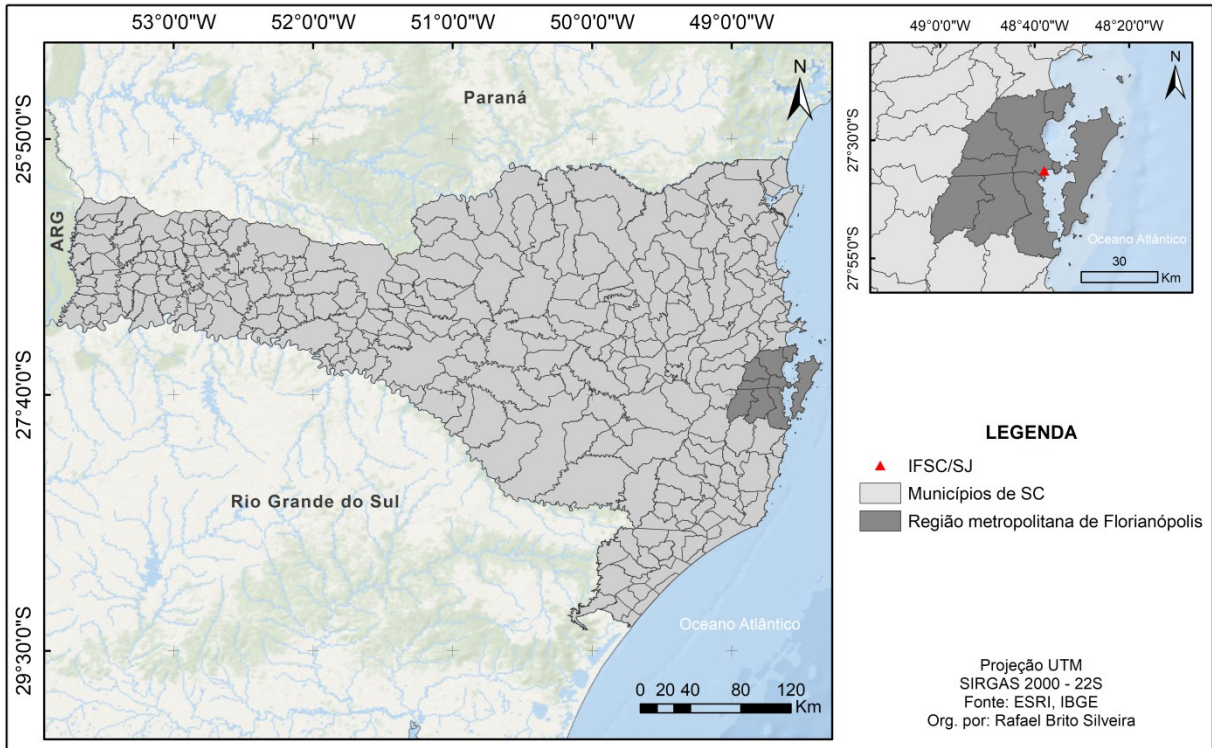 53°0'0"W 52°0'0"W 51°0'0"W 50°0'0"W 49°0'0"W
25°50'0"S
27°40'0"S
29°30'0"S
N
Paraná
ARG
Rio Grande do Sul
Oceano Atlântico
0 20 40 80 120
Km
49°0'0"W 48°40'0"W 48°20'0"W
27°30'0"S
27°55'0"S
N
Oceano Atlântico
30
Km
LEGENDA
IFSC/SJ
Municípios de SC
Região metropolitana de Florianópolis
Projeção UTM
SIRGAS 2000 - 22S
Fonte: ESRI, IBGE
Org. por: Rafael Brito Silveira